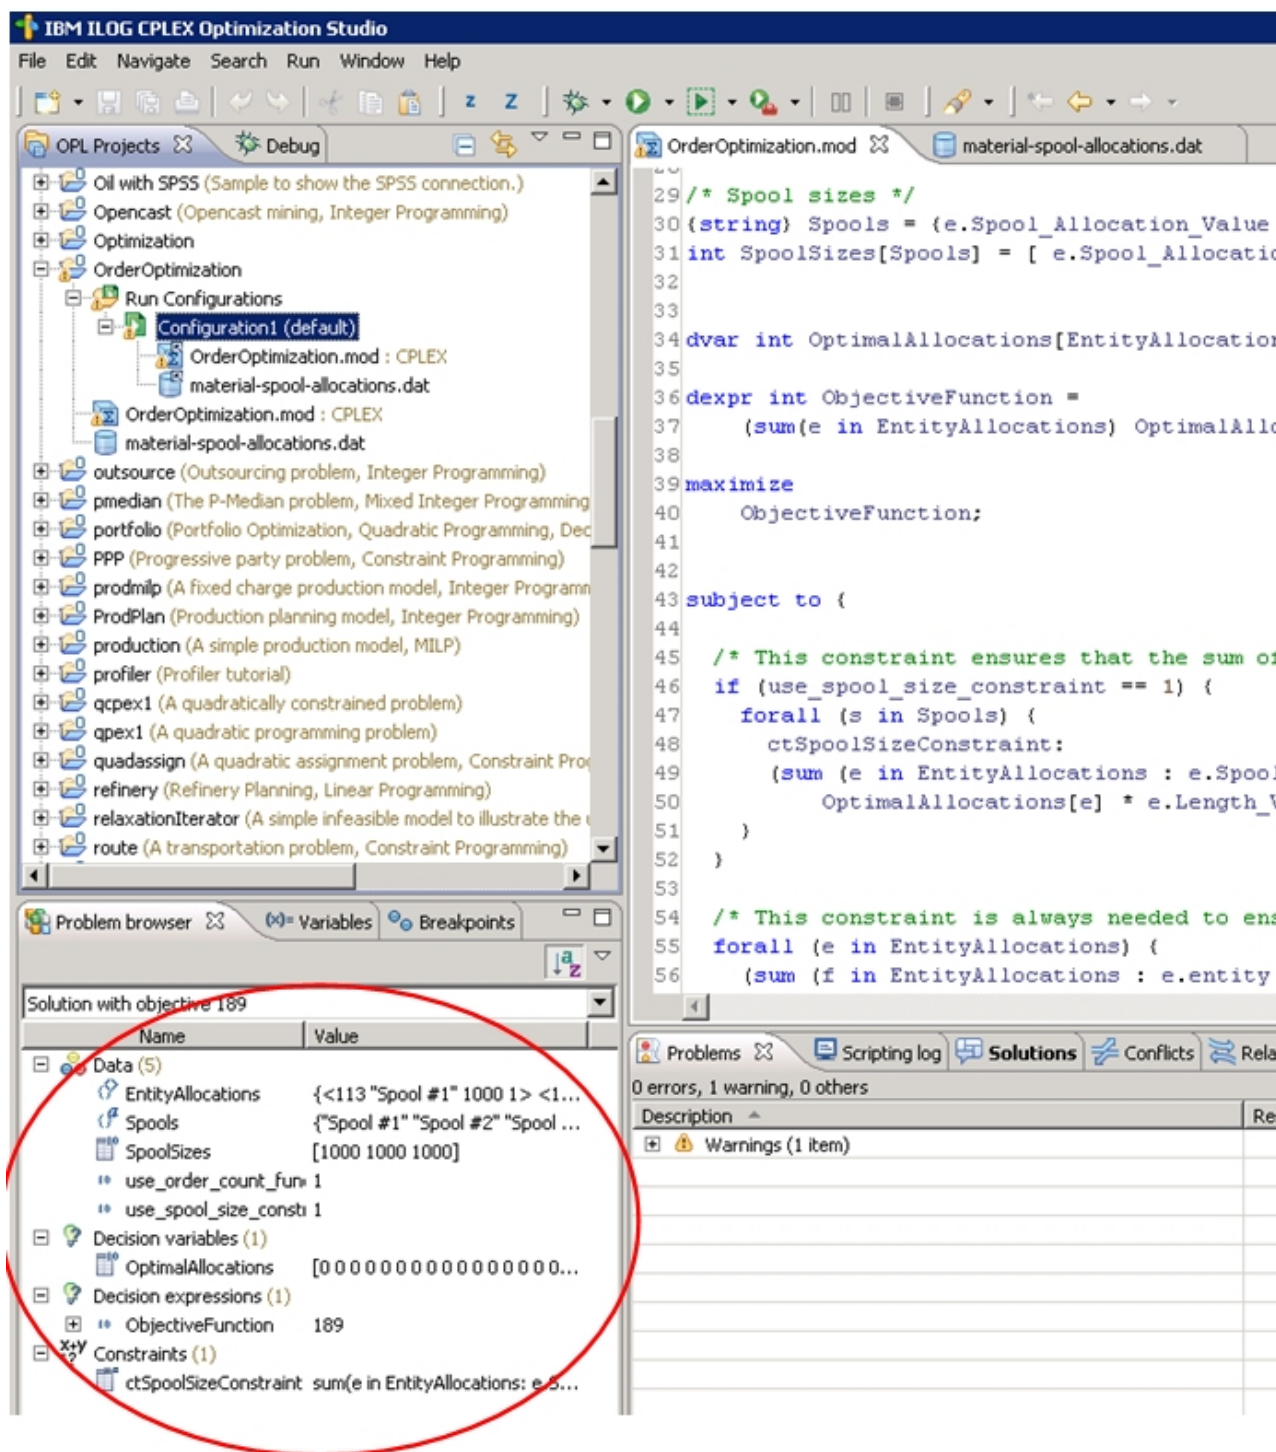 IBM ILOG CPLEX Optimization Studio
File Edit Navigate Search Run Window Help
OPL Projects Debug
Oil with SPSS (Sample to show the SPSS connection.)
Opencast (Opencast mining, Integer Programming)
Optimization
OrderOptimization
Run Configurations
Configuration1 (default)
OrderOptimization.mod : CPLEX
material-spool-allocations.dat
OrderOptimization.mod : CPLEX
material-spool-allocations.dat
outsource (Outsourcing problem, Integer Programming)
pmedian (The P-Median problem, Mixed Integer Programming
portfolio (Portfolio Optimization, Quadratic Programming, Dec
PPP (Progressive party problem, Constraint Programming)
prodmilp (A fixed charge production model, Integer Programm
ProdPlan (Production planning model, Integer Programming)
production (A simple production model, MILP)
profiler (Profiler tutorial)
qcpex1 (A quadratically constrained problem)
qpex1 (A quadratic programming problem)
quadassign (A quadratic assignment problem, Constraint Pro
refinery (Refinery Planning, Linear Programming)
relaxationIterator (A simple infeasible model to illustrate the
route (A transportation problem, Constraint Programming)
OrderOptimization.mod material-spool-allocations.dat
29 /* Spool sizes */
30 {string} Spools = {e.Spool_Allocation_Value
31 int SpoolSizes[Spools] = [ e.Spool_Allocatio
32
33
34 dvar int OptimalAllocations[EntityAllocation
35
36 dexpr int ObjectiveFunction =
37 (sum(e in EntityAllocations) OptimalAllo
38
39 maximize
40 ObjectiveFunction;
41
42
43 subject to {
44
45 /* This constraint ensures that the sum of
46 if (use_spool_size_constraint == 1) {
47 forall (s in Spools) {
48 ctSpoolSizeConstraint:
49 (sum (e in EntityAllocations : e.Spool
50 OptimalAllocations[e] * e.Length_V
51 }
52 }
53
54 /* This constraint is always needed to ens
55 forall (e in EntityAllocations) {
56 (sum (f in EntityAllocations : e.entity
Problem browser (x)= Variables Breakpoints
Solution with objective 189
Name Value
Data (5)
EntityAllocations {<113 "Spool #1" 1000 1> <1...
Spools {"Spool #1" "Spool #2" "Spool ...
SpoolSizes [1000 1000 1000]
use_order_count_fun 1
use_spool_size_consti 1
Decision variables (1)
OptimalAllocations [0 0 0 0 0 0 0 0 0 0 0 0 0 0 0 0...
Decision expressions (1)
ObjectiveFunction 189
Constraints (1)
ctSpoolSizeConstraint sum(e in EntityAllocations: e.S...
Problems Scripting log Solutions Conflicts Rela
0 errors, 1 warning, 0 others
Description Re
Warnings (1 item)